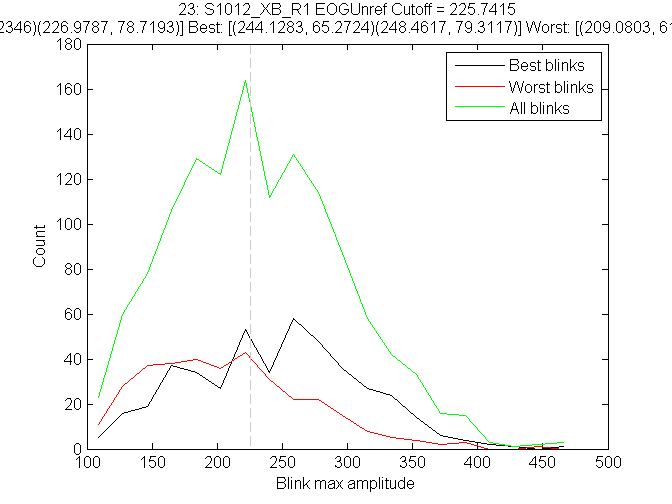 23: S1012_XB_R1 EOGUnref Cutoff = 225.7415
2346)(226.9787, 78.7193)] Best: [(244.1283, 65.2724)(248.4617, 79.3117)] Worst: [(209.0803, 61
180
160
140
120
100
80
60
40
20
0
Count
Best blinks
Worst blinks
All blinks
100 150 200 250 300 350 400 450 500
Blink max amplitude